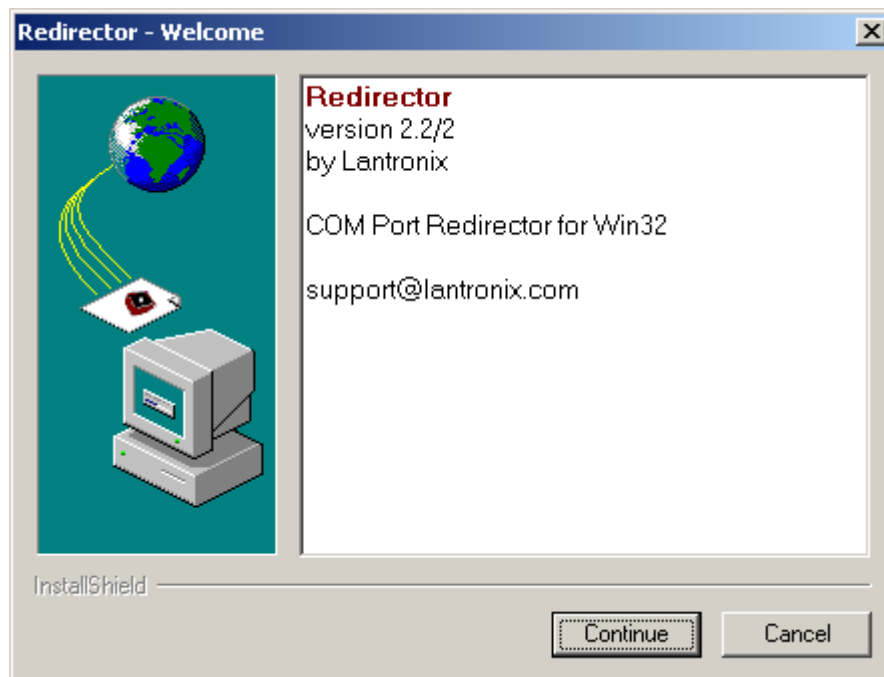 Redirector - Welcome
Redirector
version 2.2/2
by Lantronix
COM Port Redirector for Win32
support@lantronix.com
InstallShield
Continue
Cancel